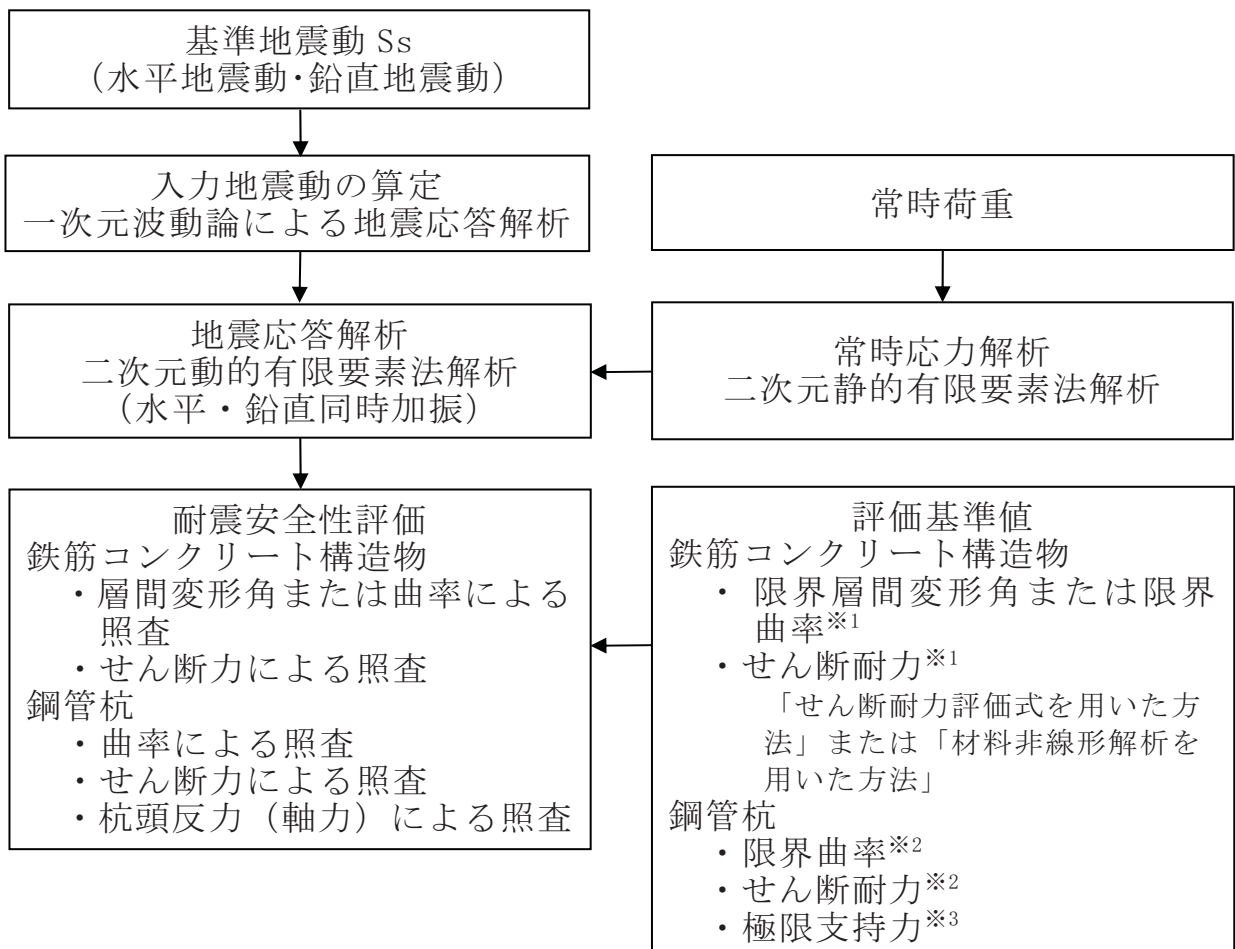 基準地震動 Ss
（水平地震動・鉛直地震動）
入力地震動の算定
一次元波動論による地震応答解析
常時荷重
地震応答解析
二次元動的有限要素法解析
（水平・鉛直同時加振）
常時応力解析
二次元静的有限要素法解析
耐震安全性評価
鉄筋コンクリート構造物
・層間変形角または曲率による
照査
・せん断力による照査
鋼管杭
・曲率による照査
・せん断力による照査
・杭頭反力（軸力）による照査
評価基準値
鉄筋コンクリート構造物
・ 限界層間変形角または限界
曲率※1
・せん断耐力※1
「せん断耐力評価式を用いた方
法」または「材料非線形解析を
用いた方法」
鋼管杭
・限界曲率※2
・せん断耐力※2
・極限支持力※3